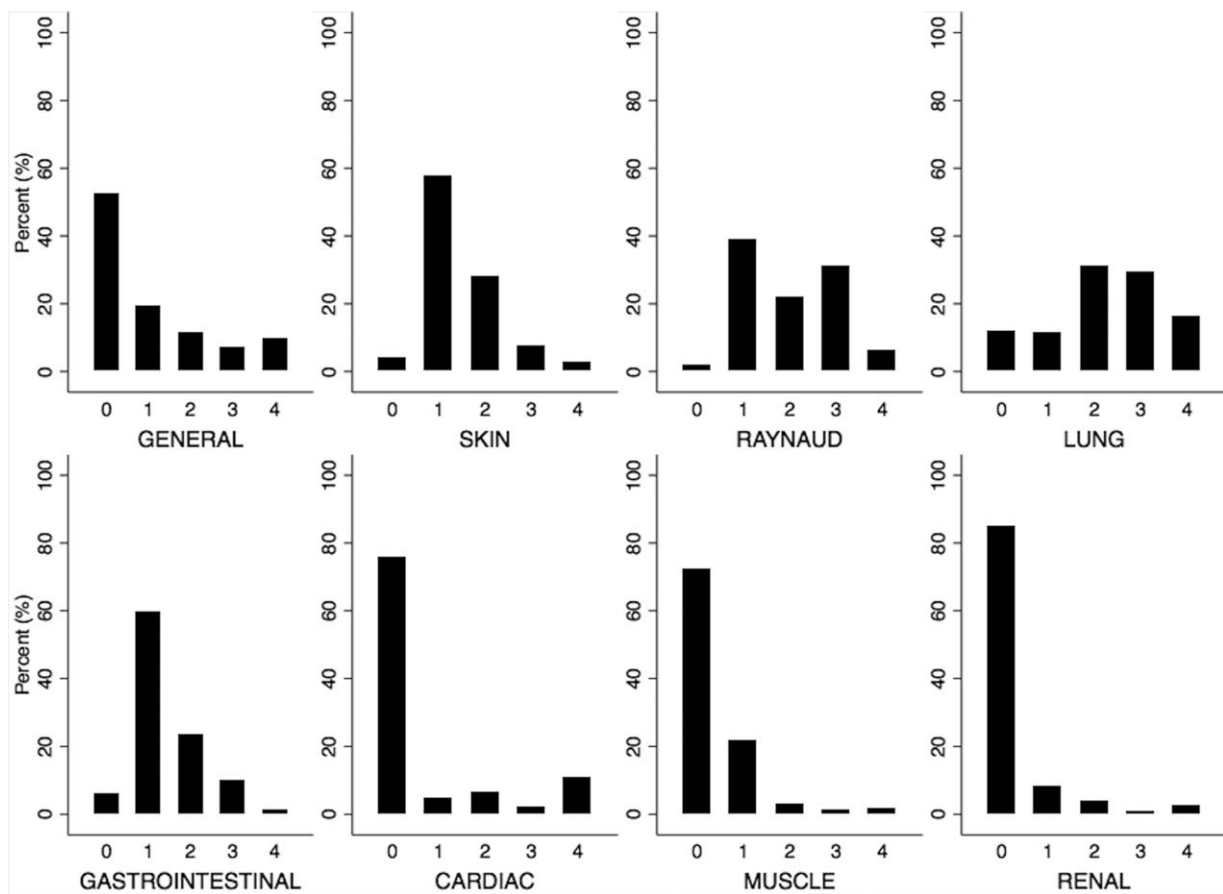 100 100 100 100
80 80 80 80
60 60 60 60
40 40 40 40
20 20 20 20
0 0 0 0
Percent (%)
0 1 2 3 4 0 1 2 3 4 0 1 2 3 4 0 1 2 3 4
GENERAL SKIN RAYNAUD LUNG
100 100 100 100
80 80 80 80
60 60 60 60
40 40 40 40
20 20 20 20
0 0 0 0
Percent (%)
0 1 2 3 4 0 1 2 3 4 0 1 2 3 4 0 1 2 3 4
GASTROINTESTINAL CARDIAC MUSCLE RENAL